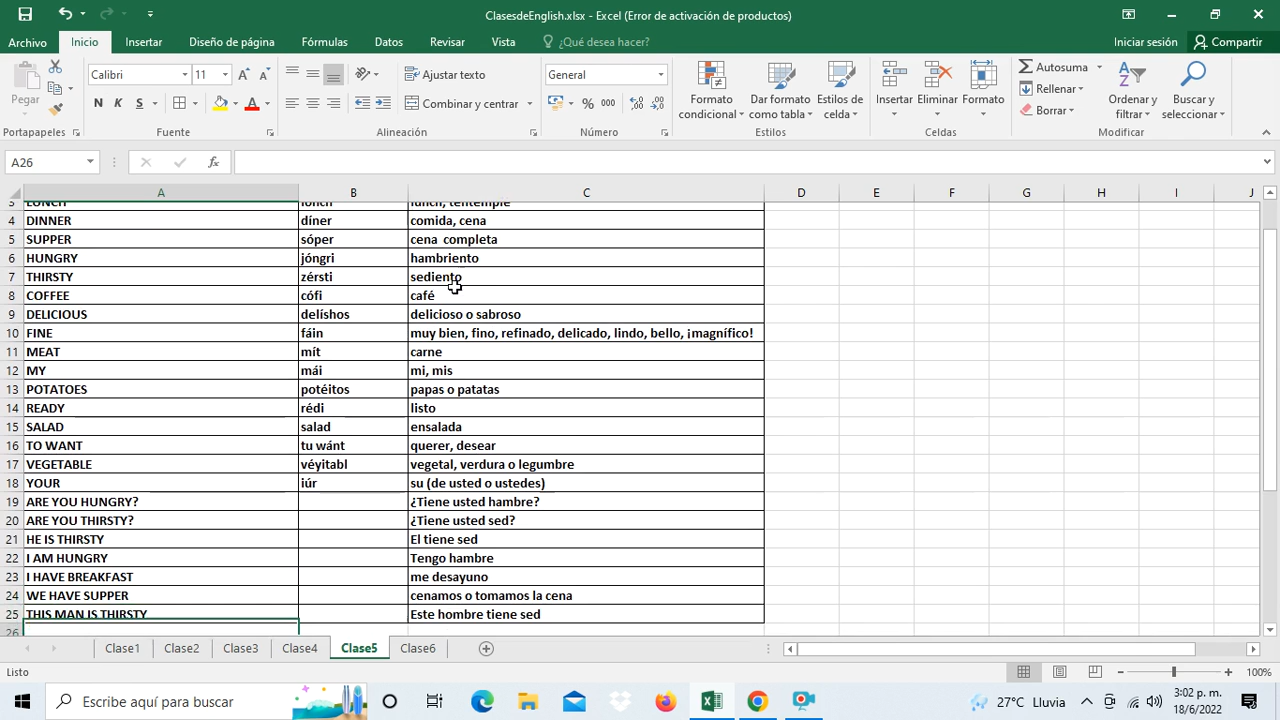 ClasesdeEnglish.xlsx - Excel (Error de activación de productos)
Archivo Inicio Insertar Diseño de página Fórmulas Datos Revisar Vista ¿Qué desea hacer? Iniciar sesión Compartir
Pegar
Calibri 11
N K S
Ajustar texto
Combinar y centrar
General
% 000
Formato condicional
Dar formato como tabla
Estilos de celda
Insertar Eliminar Formato
Autosuma
Rellenar
Borrar
Ordenar y filtrar
Buscar y seleccionar
Portapapeles Fuente Alineación Número Estilos Celdas Modificar
A26 fx
A B C D E F G H I J
3 LUNCH lonch lunch, tentempié
4 DINNER díner comida, cena
5 SUPPER sóper cena completa
6 HUNGRY jóngri hambriento
7 THIRSTY zérsti sediento
8 COFFEE cófi café
9 DELICIOUS delíshos delicioso o sabroso
10 FINE fáin muy bien, fino, refinado, delicado, lindo, bello, ¡magnífico!
11 MEAT mít carne
12 MY mái mi, mis
13 POTATOES potéitos papas o patatas
14 READY rédi listo
15 SALAD salad ensalada
16 TO WANT tu wánt querer, desear
17 VEGETABLE véyitabl vegetal, verdura o legumbre
18 YOUR iúr su (de usted o ustedes)
19 ARE YOU HUNGRY? ¿Tiene usted hambre?
20 ARE YOU THIRSTY? ¿Tiene usted sed?
21 HE IS THIRSTY El tiene sed
22 I AM HUNGRY Tengo hambre
23 I HAVE BREAKFAST me desayuno
24 WE HAVE SUPPER cenamos o tomamos la cena
25 THIS MAN IS THIRSTY Este hombre tiene sed
26
Clase1 Clase2 Clase3 Clase4 Clase5 Clase6
Listo 100%
Escribe aquí para buscar 27°C Lluvia 3:02 p. m.
18/6/2022